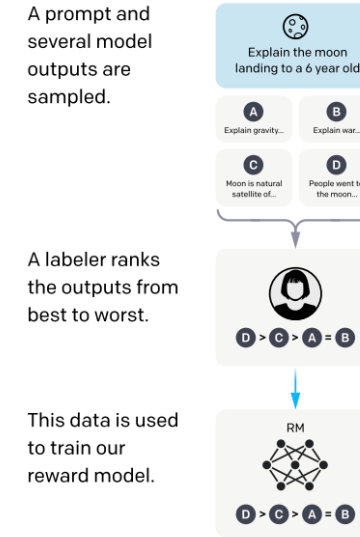 A prompt and
several model
outputs are
sampled.
Explain the moon
landing to a 6 year old
A
B
Explain gravity...
Explain war...
C
D
Moon is natural
satellite of...
People went to
the moon...
A labeler ranks
the outputs from
best to worst.
D > C > A = B
This data is used
to train our
reward model.
RM
D > C > A = B